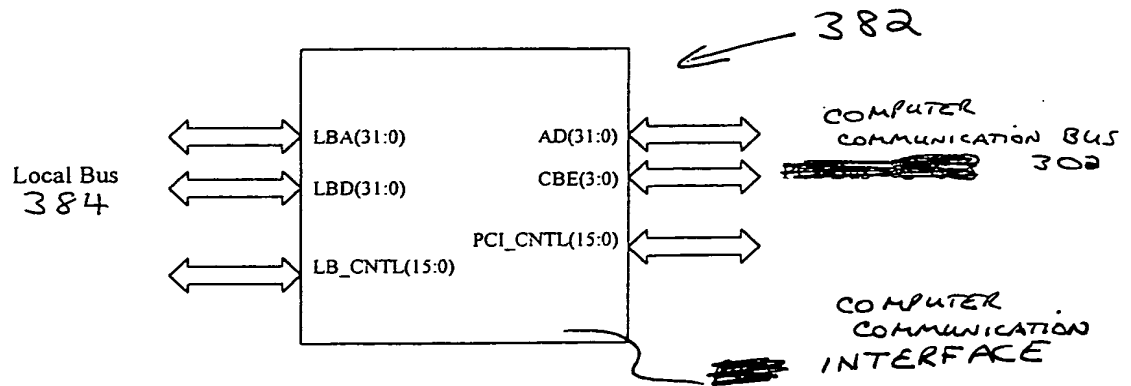 382
LBA(31:0)
AD(31:0)
COMPUTER
COMMUNICATION BUS
302
Local Bus
384
LBD(31:0)
CBE(3:0)
PCI_CNTL(15:0)
LB_CNTL(15:0)
COMPUTER
COMMUNICATION
INTERFACE